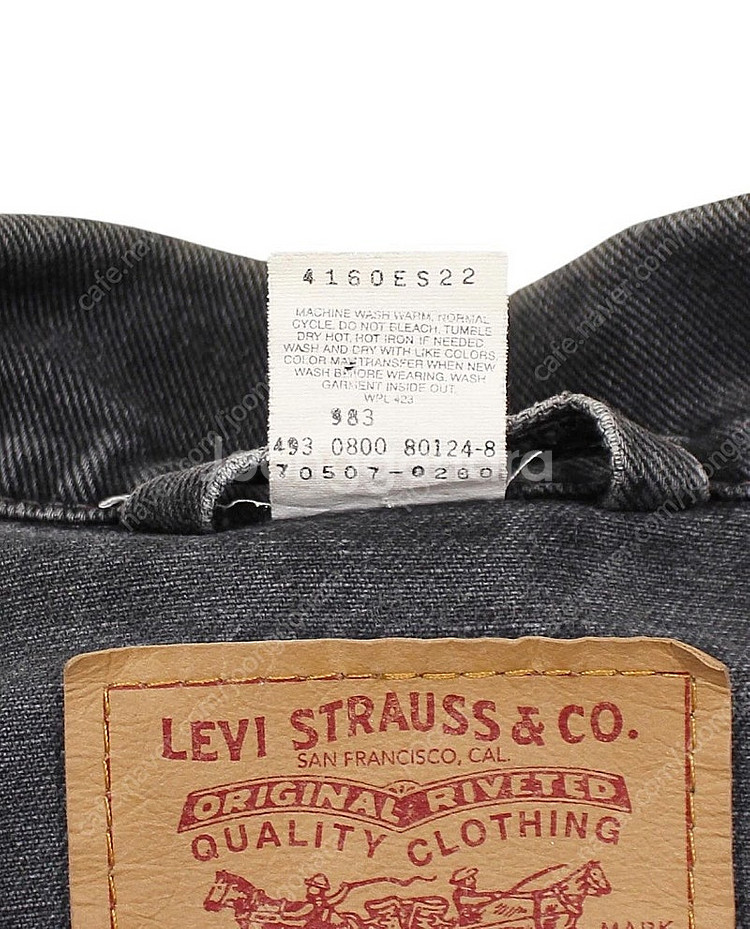 4160ES22
MACHINE WASH WARM, NORMAL
CYCLE. DO NOT BLEACH. TUMBLE
DRY HOT, HOT IRON IF NEEDED
WASH AND DRY WITH LIKE COLORS
COLOR MAY TRANSFER WHEN NEW
WASH BEFORE WEARING. WASH
GARMENT INSIDE OUT.
WPL 423
983
493 0800 80124-8
70507-0260
LEVI STRAUSS & CO.
SAN FRANCISCO, CAL.
ORIGINAL RIVETED
QUALITY CLOTHING
MARK